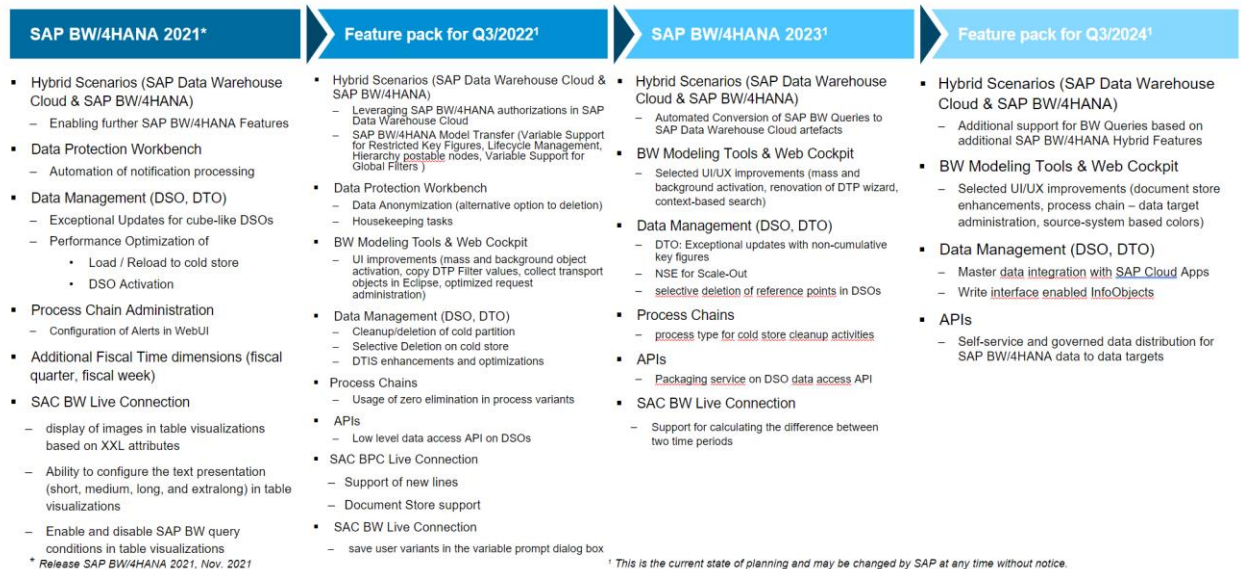 SAP BW/4HANA 2021*
▪ Hybrid Scenarios (SAP Data Warehouse
Cloud & SAP BW/4HANA)
– Enabling further SAP BW/4HANA Features
▪ Data Protection Workbench
– Automation of notification processing
▪ Data Management (DSO, DTO)
– Exceptional Updates for cube-like DSOs
– Performance Optimization of
• Load / Reload to cold store
• DSO Activation
▪ Process Chain Administration
– Configuration of Alerts in WebUI
▪ Additional Fiscal Time dimensions (fiscal
quarter, fiscal week)
▪ SAC BW Live Connection
– display of images in table visualizations
based on XXL attributes
– Ability to configure the text presentation
(short, medium, long, and extralong) in table
visualizations
– Enable and disable SAP BW query
conditions in table visualizations
* Release SAP BW/4HANA 2021, Nov. 2021
Feature pack for Q3/2022¹
▪ Hybrid Scenarios (SAP Data Warehouse Cloud &
SAP BW/4HANA)
– Leveraging SAP BW/4HANA authorizations in SAP
Data Warehouse Cloud
– SAP BW/4HANA Model Transfer (Variable Support
for Restricted Key Figures, Lifecycle Management,
Hierarchy postable nodes, Variable Support for
Global Filters )
▪ Data Protection Workbench
– Data Anonymization (alternative option to deletion)
– Housekeeping tasks
▪ BW Modeling Tools & Web Cockpit
– UI improvements (mass and background object
activation, copy DTP Filter values, collect transport
objects in Eclipse, optimized request
administration)
▪ Data Management (DSO, DTO)
– Cleanup/deletion of cold partition
– Selective Deletion on cold store
– DTIS enhancements and optimizations
▪ Process Chains
– Usage of zero elimination in process variants
▪ APIs
– Low level data access API on DSOs
▪ SAC BPC Live Connection
– Support of new lines
– Document Store support
▪ SAC BW Live Connection
– save user variants in the variable prompt dialog box
SAP BW/4HANA 2023¹
▪ Hybrid Scenarios (SAP Data Warehouse
Cloud & SAP BW/4HANA)
– Automated Conversion of SAP BW Queries to
SAP Data Warehouse Cloud artefacts
▪ BW Modeling Tools & Web Cockpit
– Selected UI/UX improvements (mass and
background activation, renovation of DTP wizard,
context-based search)
▪ Data Management (DSO, DTO)
– DTO: Exceptional updates with non-cumulative
key figures
– NSE for Scale-Out
– selective deletion of reference points in DSOs
▪ Process Chains
– process type for cold store cleanup activities
▪ APIs
– Packaging service on DSO data access API
▪ SAC BW Live Connection
– Support for calculating the difference between
two time periods
Feature pack for Q3/2024¹
▪ Hybrid Scenarios (SAP Data Warehouse
Cloud & SAP BW/4HANA)
– Additional support for BW Queries based on
additional SAP BW/4HANA Hybrid Features
▪ BW Modeling Tools & Web Cockpit
– Selected UI/UX improvements (document store
enhancements, process chain – data target
administration, source-system based colors)
▪ Data Management (DSO, DTO)
– Master data integration with SAP Cloud Apps
– Write interface enabled InfoObjects
▪ APIs
– Self-service and governed data distribution for
SAP BW/4HANA data to data targets
¹ This is the current state of planning and may be changed by SAP at any time without notice.